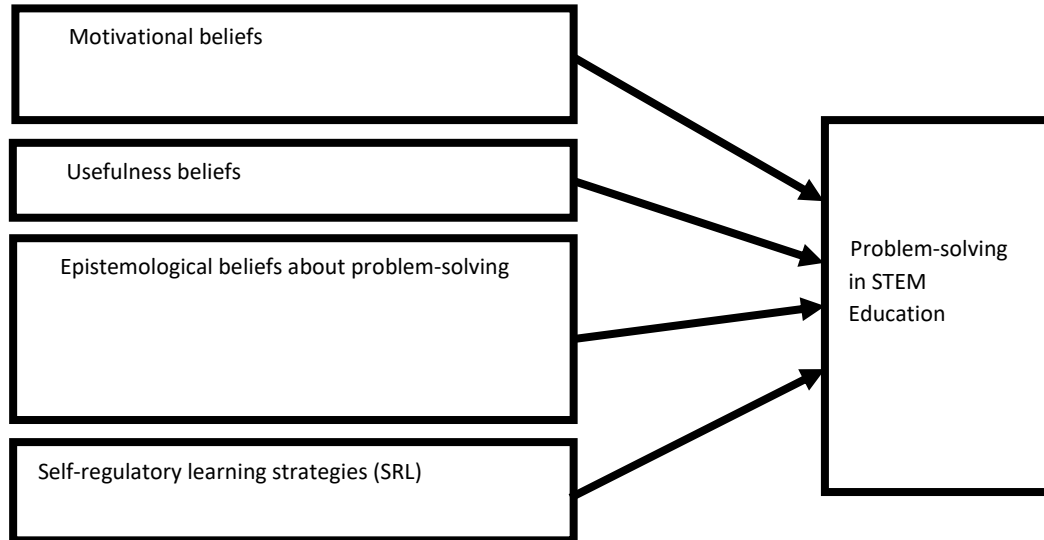 Motivational beliefs
Usefulness beliefs
Epistemological beliefs about problem-solving
Self-regulatory learning strategies (SRL)
Problem-solving
in STEM
Education